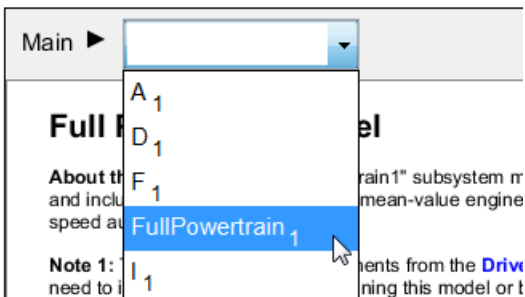 Main ▶
A 1
D 1
F 1
FullPowertrain 1
I 1
Full el
About th rain1" subsystem m
and inclu mean-value engine
speed au
Note 1: ents from the Drive
need to i ning this model or b